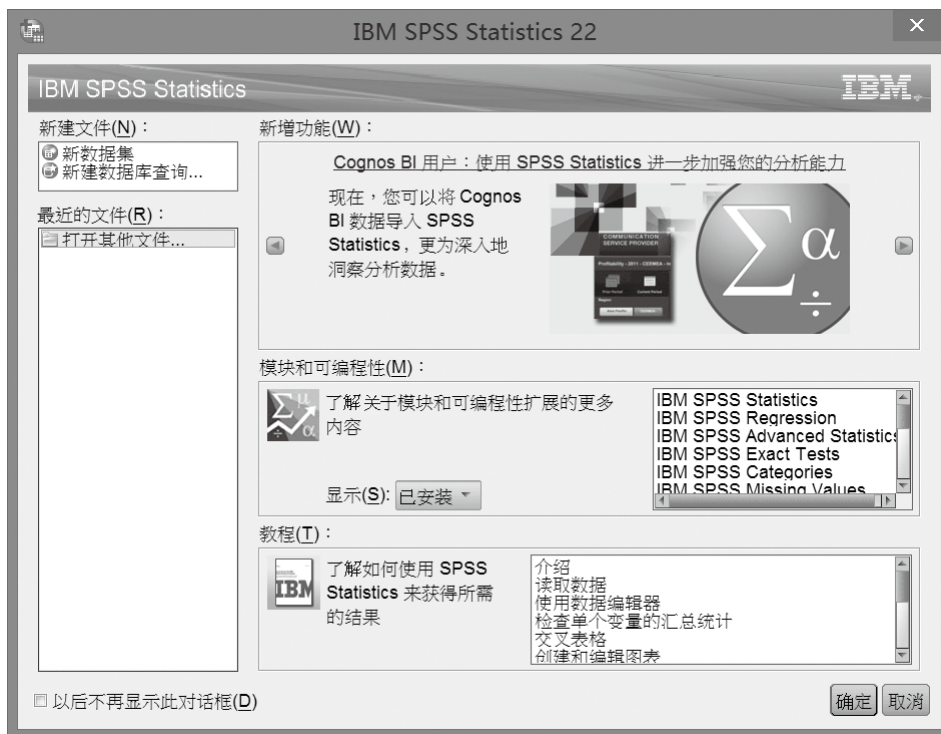 IBM SPSS Statistics 22
IBM SPSS Statistics
IBM
新建文件(N)：
新数据集
新建数据库查询...
最近的文件(R)：
打开其他文件...
新增功能(W)：
Cognos BI 用户：使用 SPSS Statistics 进一步加强您的分析能力
现在，您可以将 Cognos
BI 数据导入 SPSS
Statistics，更为深入地
洞察分析数据。
COMMUNICATION
SERVICE PROVIDER
Σ α ÷
模块和可编程性(M)：
Σ μ ÷ α
了解关于模块和可编程性扩展的更多
内容
显示(S): 已安装
IBM SPSS Statistics
IBM SPSS Regression
IBM SPSS Advanced Statistics
IBM SPSS Exact Tests
IBM SPSS Categories
IBM SPSS Missing Values
教程(T)：
IBM
了解如何使用 SPSS
Statistics 来获得所需
的结果
介绍
读取数据
使用数据编辑器
检查单个变量的汇总统计
交叉表格
创建和编辑图表
以后不再显示此对话框(D)
确定
取消